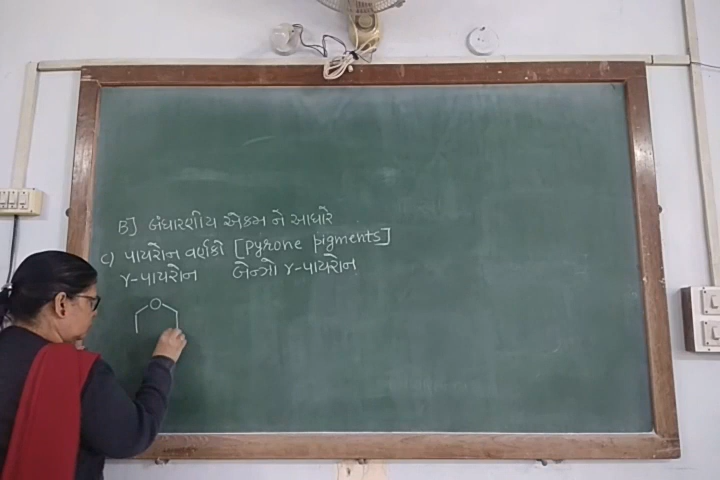 B] બંધારણીય એકમ ને આધારે
c) પાયરોન વર્ણકો [Pyrone pigments]
γ-પાયરોન બેન્ઝો γ-પાયરોન
O